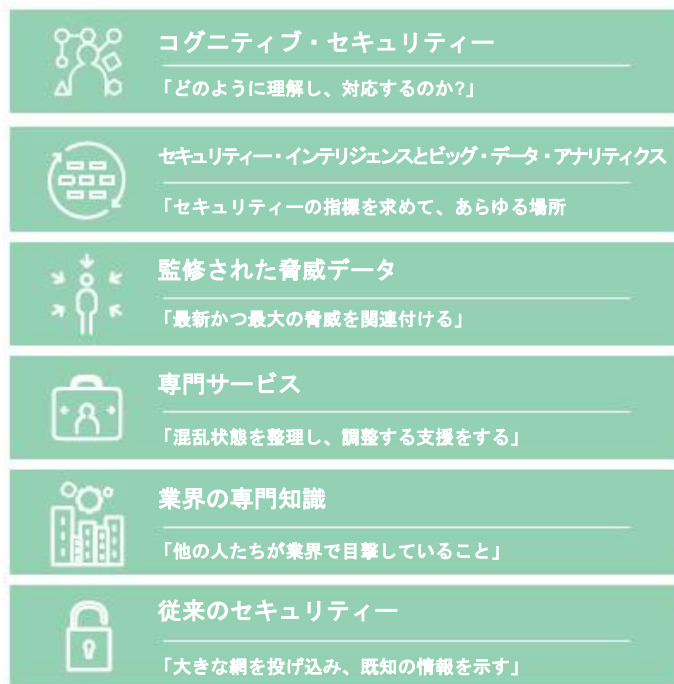 コグニティブ・セキュリティー
「どのように理解し、対応するのか?」
セキュリティー・インテリジェンスとビッグ・データ・アナリティクス
「セキュリティーの指標を求めて、あらゆる場所
監修された脅威データ
「最新かつ最大の脅威を関連付ける」
専門サービス
「混乱状態を整理し、調整する支援をする」
業界の専門知識
「他の人たちが業界で目撃していること」
従来のセキュリティー
「大きな網を投げ込み、既知の情報を示す」